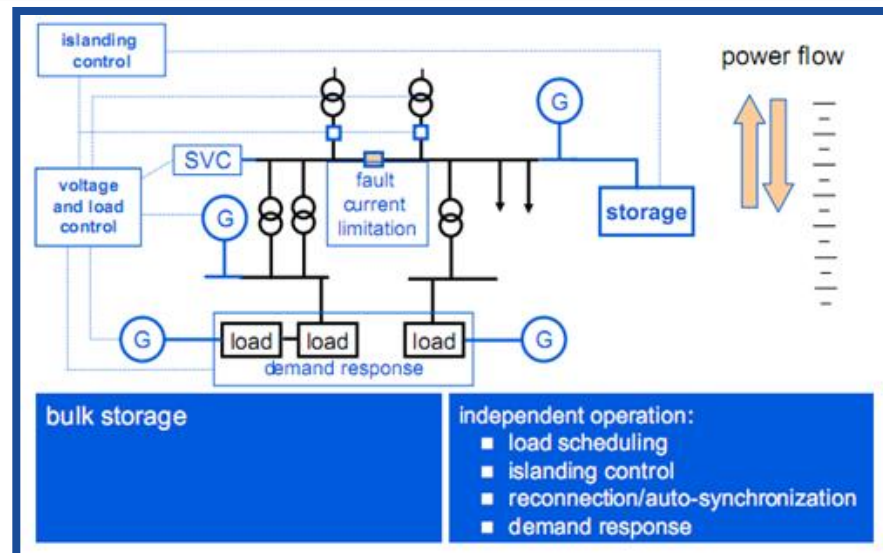 islanding
control
power flow
G
SVC
voltage
and load
control
fault
current
limitation
G
storage
G
load
load
load
G
demand response
bulk storage
independent operation:
load scheduling
islanding control
reconnection/auto-synchronization
demand response